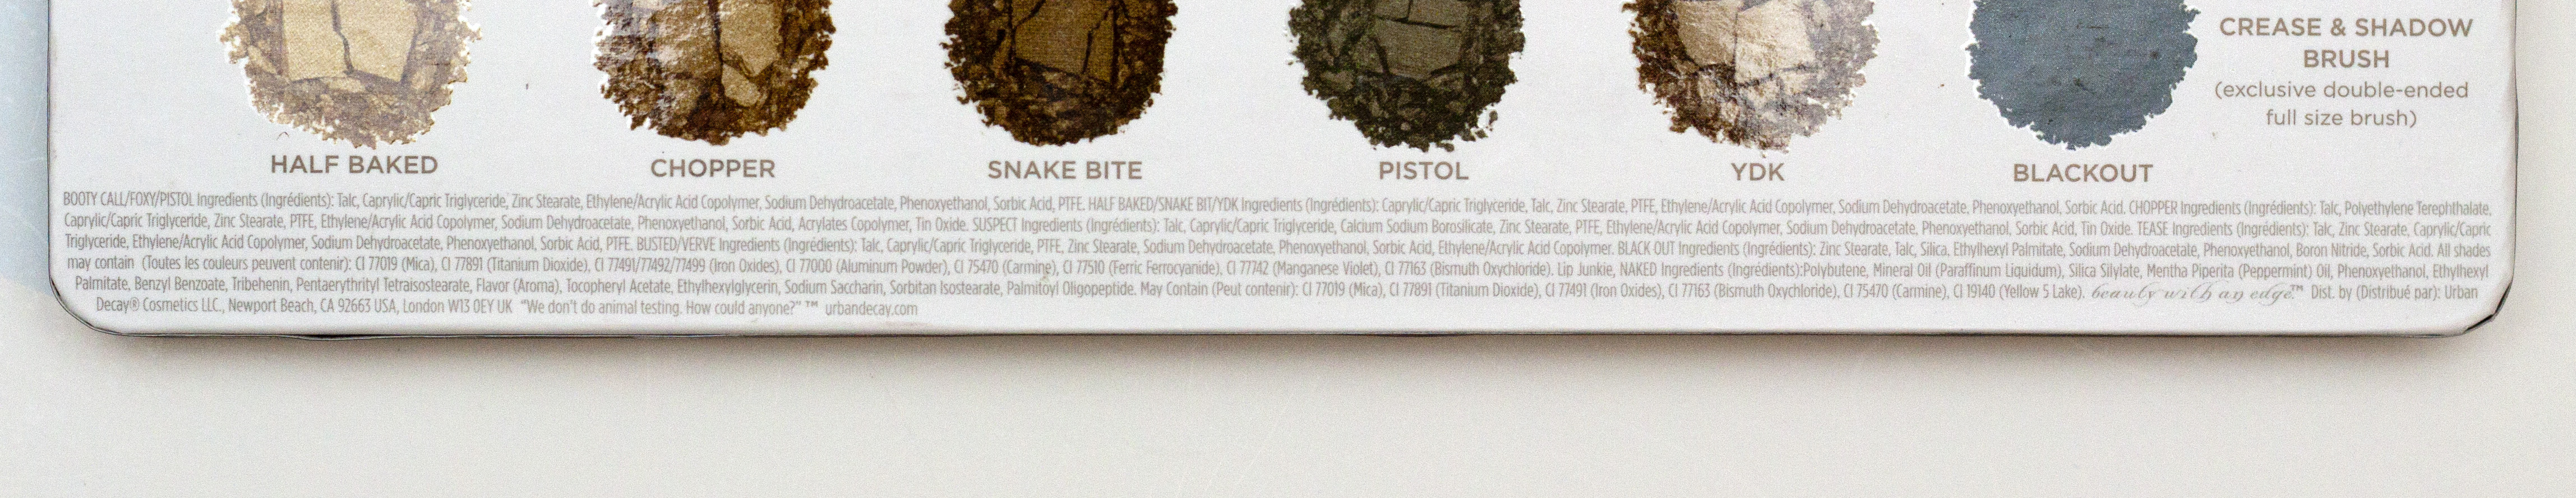 CREASE & SHADOW
BRUSH
(exclusive double-ended
full size brush)
HALF BAKED
CHOPPER
SNAKE BITE
PISTOL
YDK
BLACKOUT
BOOTY CALL/FOXY/PISTOL Ingredients (Ingrédients): Talc, Caprylic/Capric Triglyceride, Zinc Stearate, Ethylene/Acrylic Acid Copolymer, Sodium Dehydroacetate, Phenoxyethanol, Sorbic Acid, PTFE. HALF BAKED/SNAKE BIT/YDK Ingredients (Ingrédients): Caprylic/Capric Triglyceride, Talc, Zinc Stearate, PTFE, Ethylene/Acrylic Acid Copolymer, Sodium Dehydroacetate, Phenoxyethanol, Sorbic Acid. CHOPPER Ingredients (Ingrédients): Talc, Polyethylene Terephthalate,
Caprylic/Capric Triglyceride, Zinc Stearate, PTFE, Ethylene/Acrylic Acid Copolymer, Sodium Dehydroacetate, Phenoxyethanol, Sorbic Acid, Acrylates Copolymer, Tin Oxide. SUSPECT Ingredients (Ingrédients): Talc, Caprylic/Capric Triglyceride, Calcium Sodium Borosilicate, Zinc Stearate, PTFE, Ethylene/Acrylic Acid Copolymer, Sodium Dehydroacetate, Phenoxyethanol, Sorbic Acid, Tin Oxide. TEASE Ingredients (Ingrédients): Talc, Zinc Stearate, Caprylic/Capric
Triglyceride, Ethylene/Acrylic Acid Copolymer, Sodium Dehydroacetate, Phenoxyethanol, Sorbic Acid, PTFE. BUSTED/VERVE Ingredients (Ingrédients): Talc, Caprylic/Capric Triglyceride, PTFE, Zinc Stearate, Sodium Dehydroacetate, Phenoxyethanol, Sorbic Acid, Ethylene/Acrylic Acid Copolymer. BLACK OUT Ingredients (Ingrédients): Zinc Stearate, Talc, Silica, Ethylhexyl Palmitate, Sodium Dehydroacetate, Phenoxyethanol, Boron Nitride, Sorbic Acid. All shades
may contain (Toutes les couleurs peuvent contenir): CI 77019 (Mica), CI 77891 (Titanium Dioxide), CI 77491/77492/77499 (Iron Oxides), CI 77000 (Aluminum Powder), CI 75470 (Carmine), CI 77510 (Ferric Ferrocyanide), CI 77742 (Manganese Violet), CI 77163 (Bismuth Oxychloride). Lip Junkie, NAKED Ingredients (Ingrédients):Polybutene, Mineral Oil (Paraffinum Liquidum), Silica Silylate, Mentha Piperita (Peppermint) Oil, Phenoxyethanol, Ethylhexyl
Palmitate, Benzyl Benzoate, Tribehenin, Pentaerythrityl Tetraisostearate, Flavor (Aroma), Tocopheryl Acetate, Ethylhexylglycerin, Sodium Saccharin, Sorbitan Isostearate, Palmitoyl Oligopeptide. May Contain (Peut contenir): CI 77019 (Mica), CI 77891 (Titanium Dioxide), CI 77491 (Iron Oxides), CI 77163 (Bismuth Oxychloride), CI 75470 (Carmine), CI 19140 (Yellow 5 Lake). beauty with an edge.™ Dist. by (Distribué par): Urban
Decay® Cosmetics LLC., Newport Beach, CA 92663 USA, London W13 0EY UK "We don't do animal testing. How could anyone?" ™ urbandecay.com